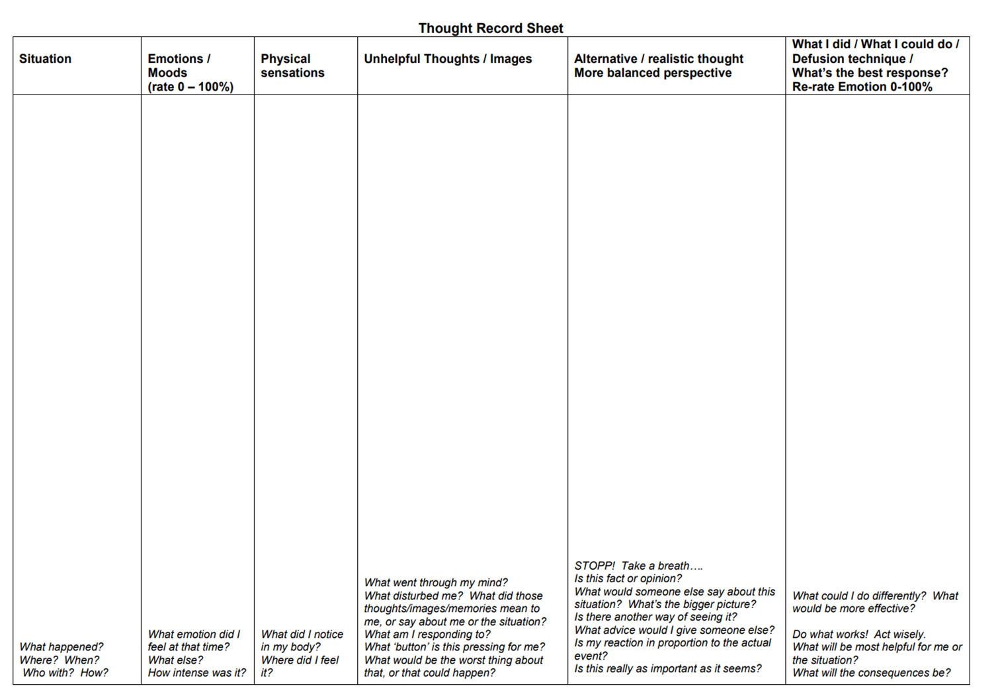 Thought Record Sheet
Situation
Emotions /
Moods
(rate 0 – 100%)
Physical
sensations
Unhelpful Thoughts / Images
Alternative / realistic thought
More balanced perspective
What I did / What I could do /
Defusion technique /
What’s the best response?
Re-rate Emotion 0-100%
What happened?
Where?  When?
Who with?  How?
What emotion did I
feel at that time?
What else?
How intense was it?
What did I notice
in my body?
Where did I feel
it?
What went through my mind?
What disturbed me?  What did those
thoughts/images/memories mean to
me, or say about me or the situation?
What am I responding to?
What ‘button’ is this pressing for me?
What would be the worst thing about
that, or that could happen?
STOPP!  Take a breath….
Is this fact or opinion?
What would someone else say about this
situation?  What’s the bigger picture?
Is there another way of seeing it?
What advice would I give someone else?
Is my reaction in proportion to the actual
event?
Is this really as important as it seems?
What could I do differently?  What
would be more effective?
Do what works!  Act wisely.
What will be most helpful for me or
the situation?
What will the consequences be?